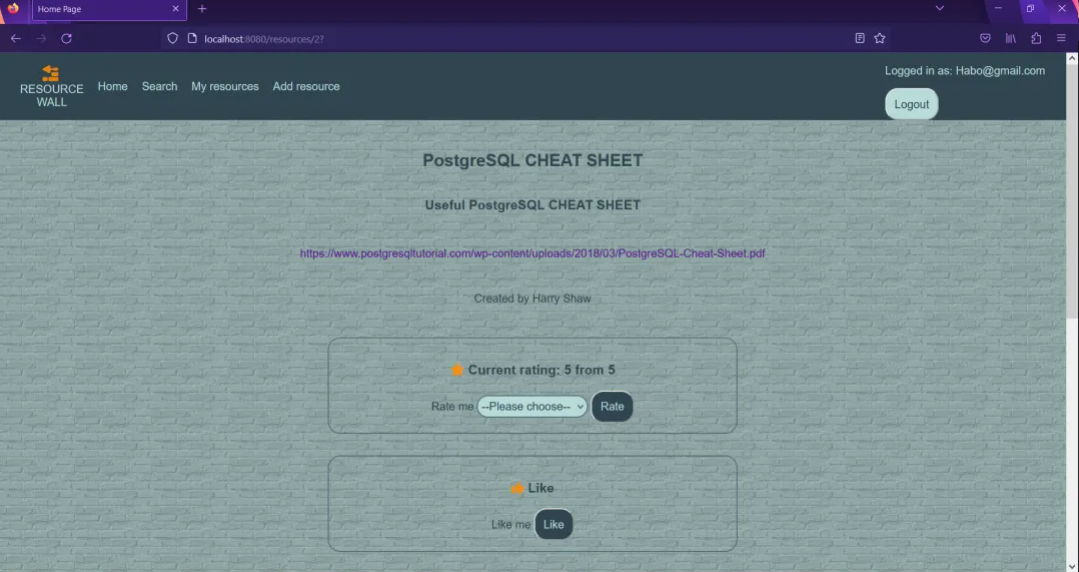 Home Page
localhost:8080/resources/2?
RESOURCE
WALL
Home
Search
My resources
Add resource
Logged in as: Habo@gmail.com
Logout
PostgreSQL CHEAT SHEET
Useful PostgreSQL CHEAT SHEET
https://www.postgresqltutorial.com/wp-content/uploads/2018/03/PostgreSQL-Cheat-Sheet.pdf
Created by Harry Shaw
Current rating: 5 from 5
Rate me --Please choose-- Rate
Like
Like me Like